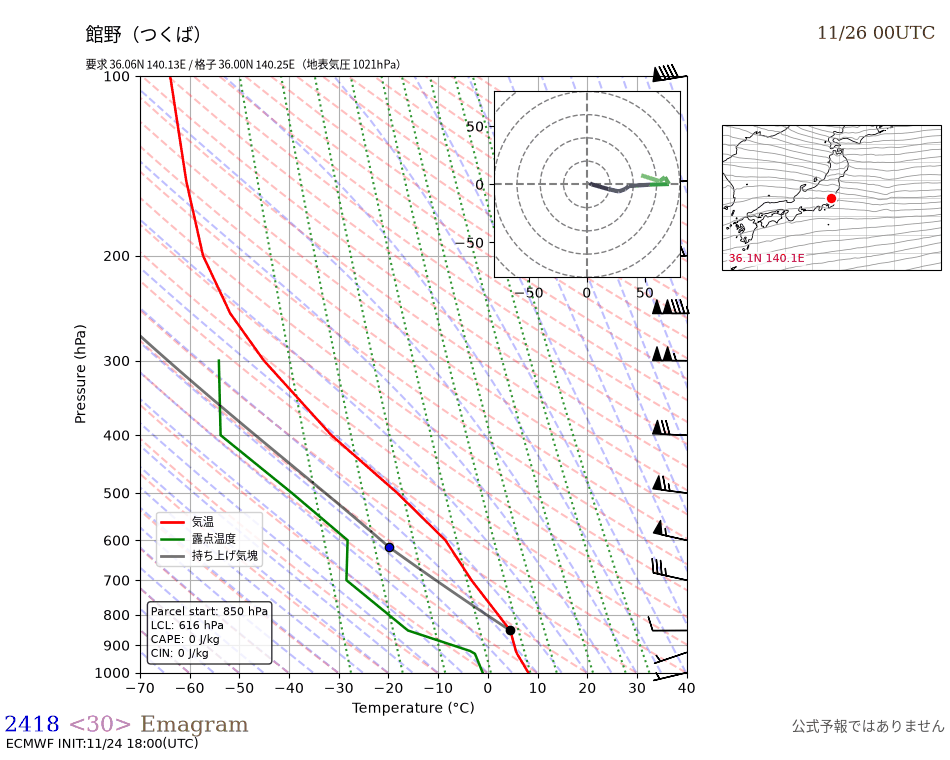 館野（つくば）
11/26 00UTC
要求 36.06N 140.13E / 格子 36.00N 140.25E（地表気圧 1021hPa）
100
200
300
400
500
600
700
800
900
1000
Pressure (hPa)
50
0
−50
−50 0 50
気温
露点温度
持ち上げ気塊
Parcel start: 850 hPa
LCL: 616 hPa
CAPE: 0 J/kg
CIN: 0 J/kg
−70 −60 −50 −40 −30 −20 −10 0 10 20 30 40
Temperature (°C)
36.1N 140.1E
2418 <30> Emagram
ECMWF INIT:11/24 18:00(UTC)
公式予報ではありません